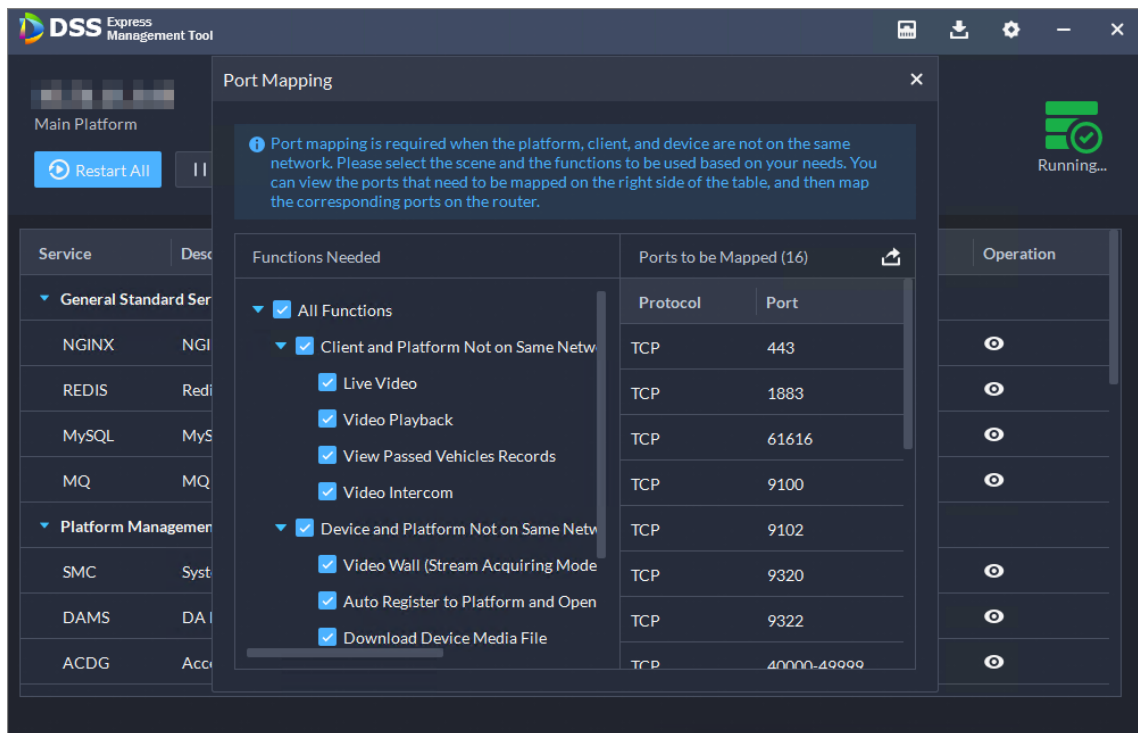 DSS Express
Management Tool
Port Mapping
Main Platform
Restart All
Running...
Port mapping is required when the platform, client, and device are not on the same
network. Please select the scene and the functions to be used based on your needs. You
can view the ports that need to be mapped on the right side of the table, and then map
the corresponding ports on the router.
Service Desc Operation
General Standard Ser
NGINX NGI
REDIS Redi
MySQL MyS
MQ MQ
Platform Managemen
SMC Syst
DAMS DA
ACDG Acce
Functions Needed
All Functions
Client and Platform Not on Same Netw
Live Video
Video Playback
View Passed Vehicles Records
Video Intercom
Device and Platform Not on Same Netw
Video Wall (Stream Acquiring Mode
Auto Register to Platform and Open
Download Device Media File
Ports to be Mapped (16)
Protocol Port
TCP 443
TCP 1883
TCP 61616
TCP 9100
TCP 9102
TCP 9320
TCP 9322
TCP 40000-49999